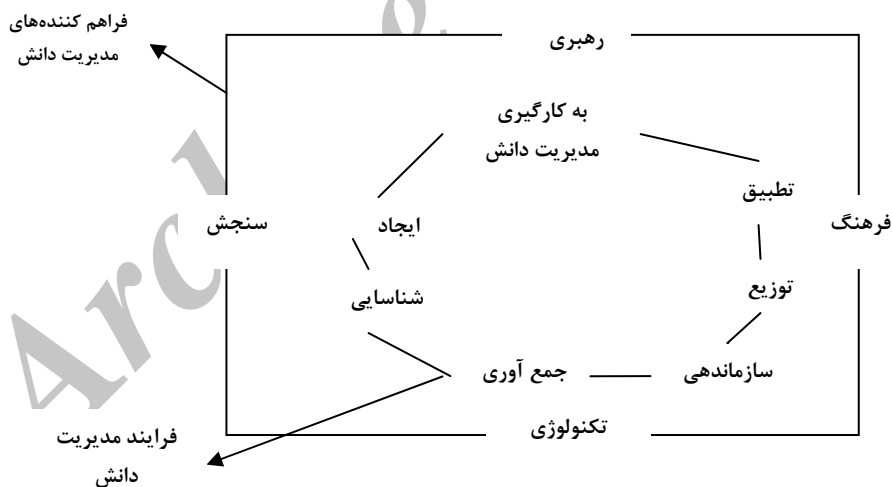 فراهم کننده‌های
مدیریت دانش
رهبری
به کارگیری
مدیریت دانش
تطبیق
فرهنگ
ایجاد
سنجش
شناسایی
توزیع
سازماندهی
جمع آوری
تکنولوژی
فرایند مدیریت
دانش